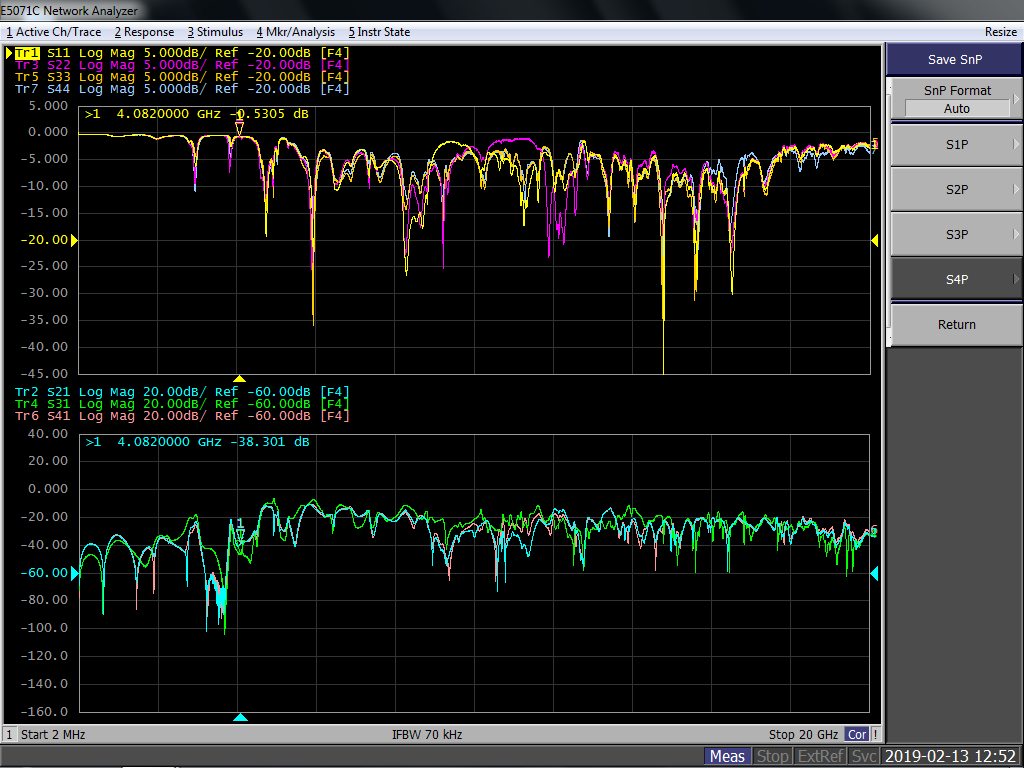 E5071C Network Analyzer
1 Active Ch/Trace 2 Response 3 Stimulus 4 Mkr/Analysis 5 Instr State Resize
Tr1 S11 Log Mag 5.000dB/ Ref -20.00dB [F4]
Tr3 S22 Log Mag 5.000dB/ Ref -20.00dB [F4]
Tr5 S33 Log Mag 5.000dB/ Ref -20.00dB [F4]
Tr7 S44 Log Mag 5.000dB/ Ref -20.00dB [F4]
5.000
>1 4.0820000 GHz -0.5305 dB
1
0.000
-5.000
-10.00
-15.00
-20.00
-25.00
-30.00
-35.00
-40.00
-45.00
Tr2 S21 Log Mag 20.00dB/ Ref -60.00dB [F4]
Tr4 S31 Log Mag 20.00dB/ Ref -60.00dB [F4]
Tr6 S41 Log Mag 20.00dB/ Ref -60.00dB [F4]
40.00
>1 4.0820000 GHz -38.301 dB
20.00
0.000
-20.00
1
-40.00
-60.00
-80.00
-100.0
-120.0
-140.0
-160.0
1 Start 2 MHz IFBW 70 kHz Stop 20 GHz Cor !
Save SnP
SnP Format
Auto
S1P
S2P
S3P
S4P
Return
Meas Stop ExtRef Svc 2019-02-13 12:52